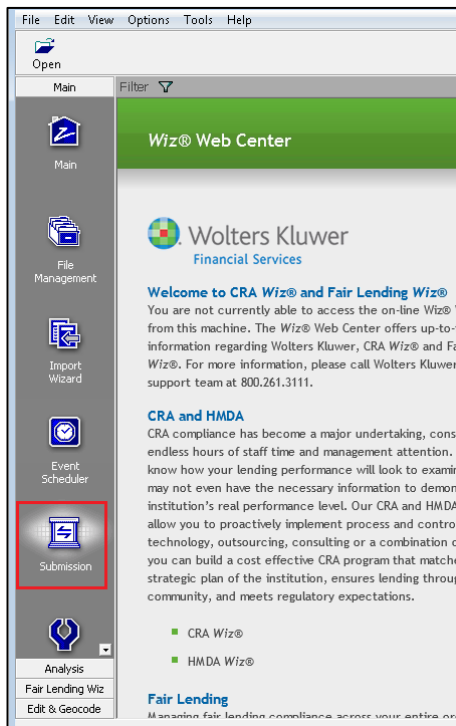 File Edit View Options Tools Help
Open
Main
Filter
Main
File
Management
Import
Wizard
Event
Scheduler
Submission
Analysis
Fair Lending Wiz
Edit & Geocode
Wiz® Web Center
Wolters Kluwer
Financial Services
Welcome to CRA Wiz® and Fair Lending Wiz®
You are not currently able to access the on-line Wiz®
from this machine. The Wiz® Web Center offers up-to-
information regarding Wolters Kluwer, CRA Wiz® and
Wiz®. For more information, please call Wolters Kluwer
support team at 800.261.3111.
CRA and HMDA
CRA compliance has become a major undertaking, cons
endless hours of staff time and management attention.
know how your lending performance will look to
may not even have the necessary information to
institution's real performance level. Our CRA and HMDA
allow you to proactively implement process and
technology, outsourcing, consulting or a combination
you can build a cost effective CRA program that
strategic plan of the institution, ensures lending
community, and meets regulatory expectations.
CRA Wiz®
HMDA Wiz®
Fair Lending
Managing fair lending compliance across your entire